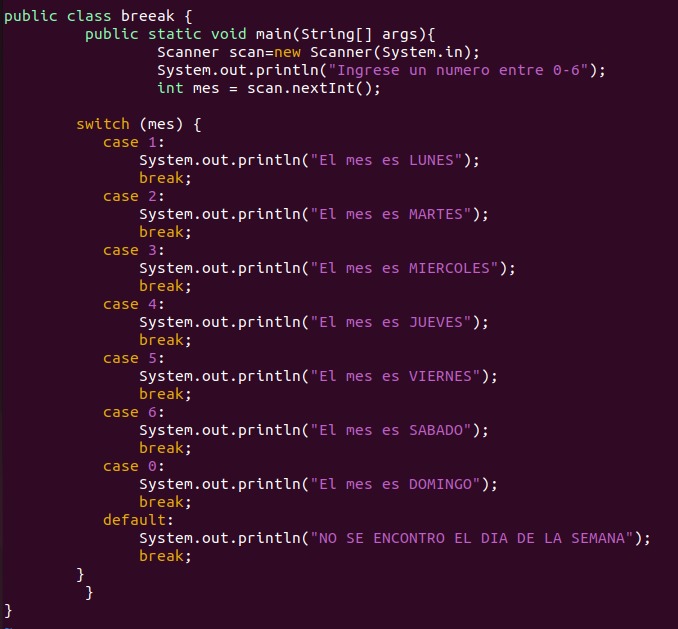 public class breeak {
public static void main(String[] args){
Scanner scan=new Scanner(System.in);
System.out.println("Ingrese un numero entre 0-6");
int mes = scan.nextInt();
switch (mes) {
case 1:
System.out.println("El mes es LUNES");
break;
case 2:
System.out.println("El mes es MARTES");
break;
case 3:
System.out.println("El mes es MIERCOLES");
break;
case 4:
System.out.println("El mes es JUEVES");
break;
case 5:
System.out.println("El mes es VIERNES");
break;
case 6:
System.out.println("El mes es SABADO");
break;
case 0:
System.out.println("El mes es DOMINGO");
break;
default:
System.out.println("NO SE ENCONTRO EL DIA DE LA SEMANA");
break;
}
}
}